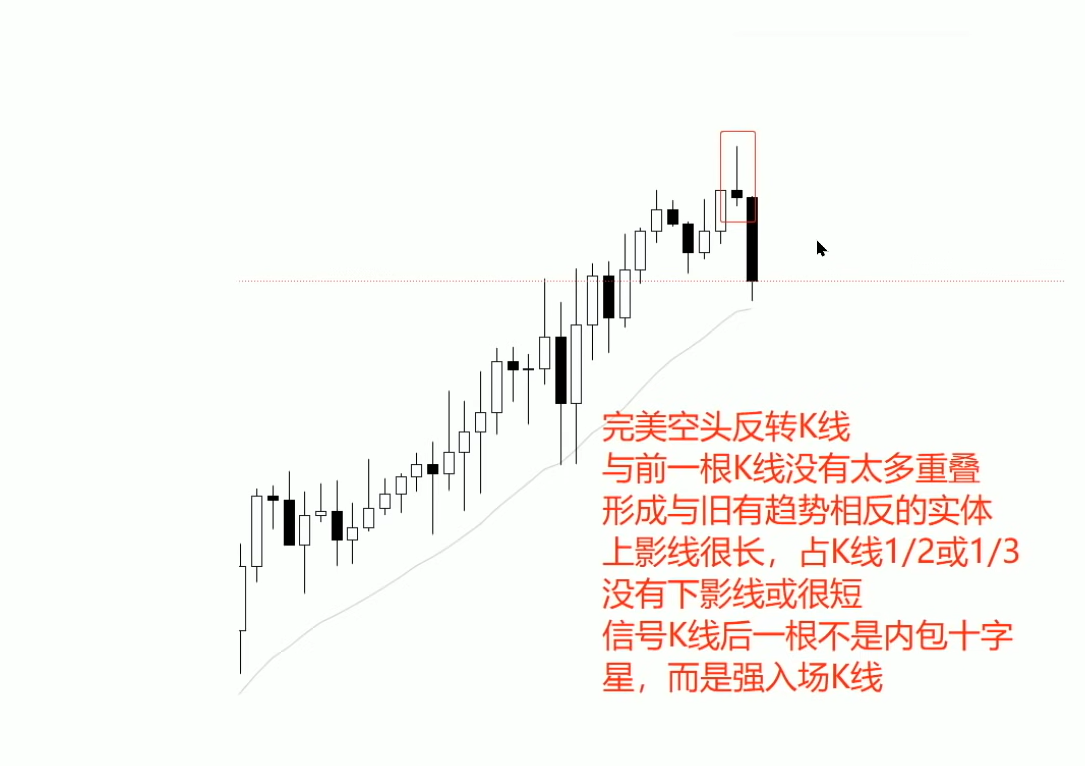 完美空头反转K线
与前一根K线没有太多重叠
形成与旧有趋势相反的实体
上影线很长，占K线1/2或1/3
没有下影线或很短
信号K线后一根不是内包十字
星，而是强入场K线